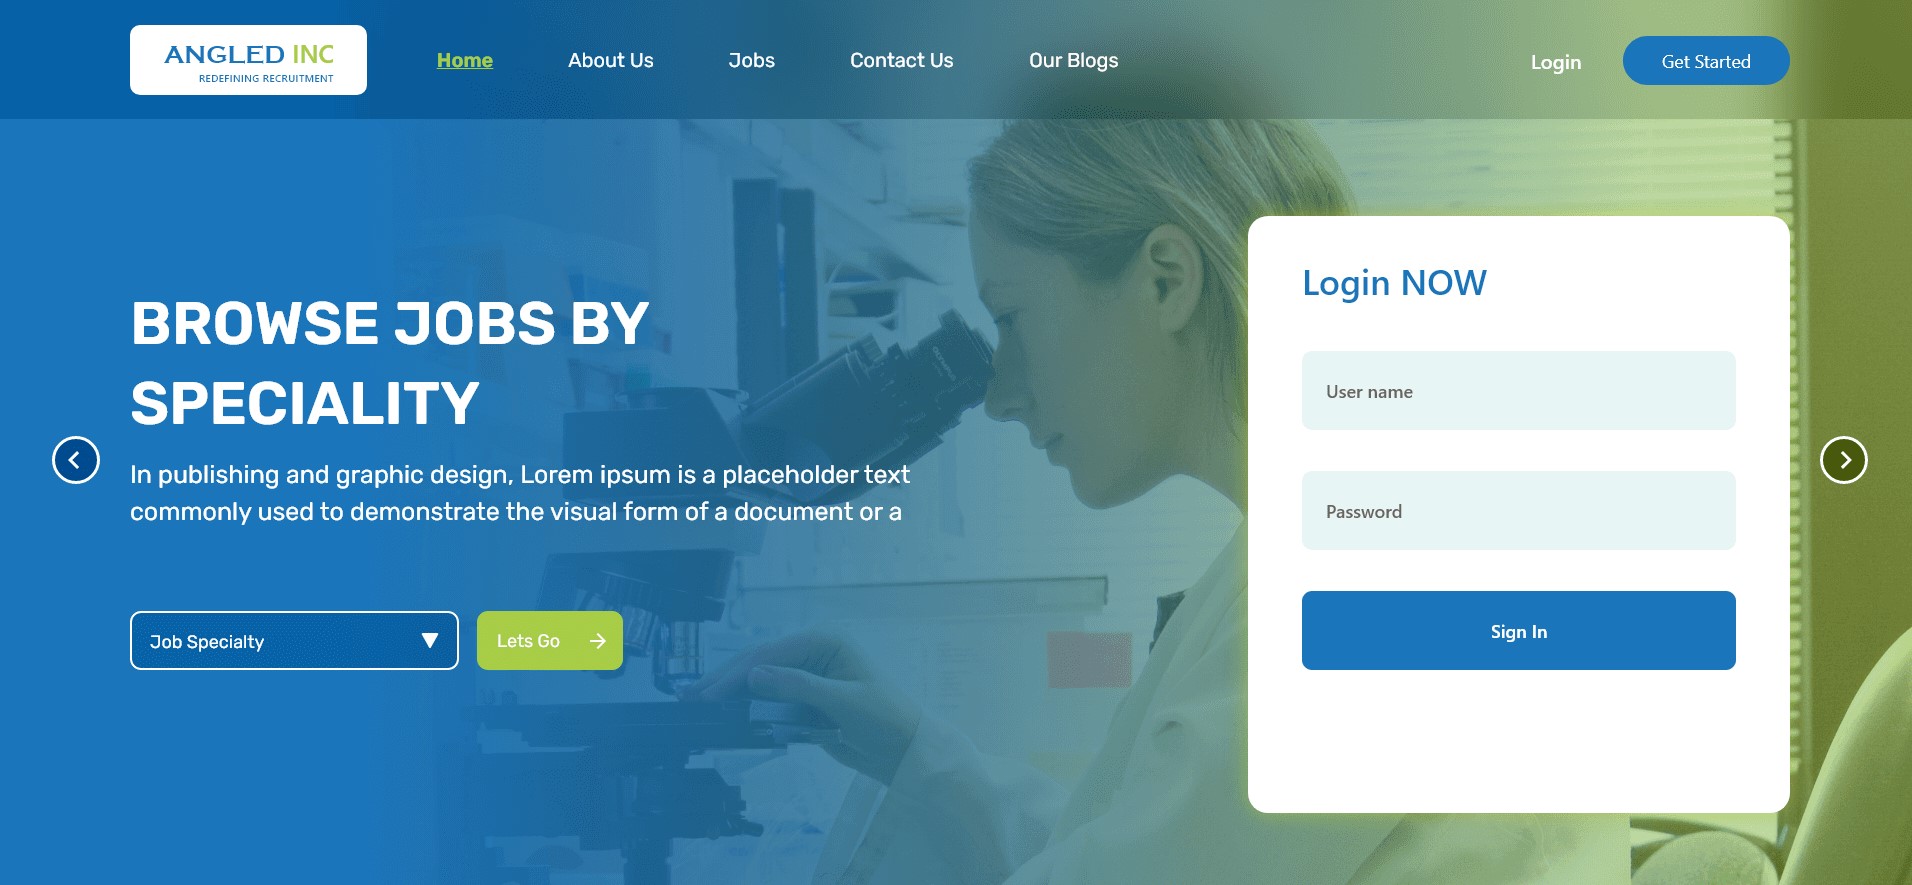 ANGLED INC
REDEFINING RECRUITMENT
Home
About Us
Jobs
Contact Us
Our Blogs
Login
Get Started
BROWSE JOBS BY
SPECIALITY
In publishing and graphic design, Lorem ipsum is a placeholder text
commonly used to demonstrate the visual form of a document or a
Job Specialty
Lets Go
OLYMPUS
Login NOW
User name
Password
Sign In